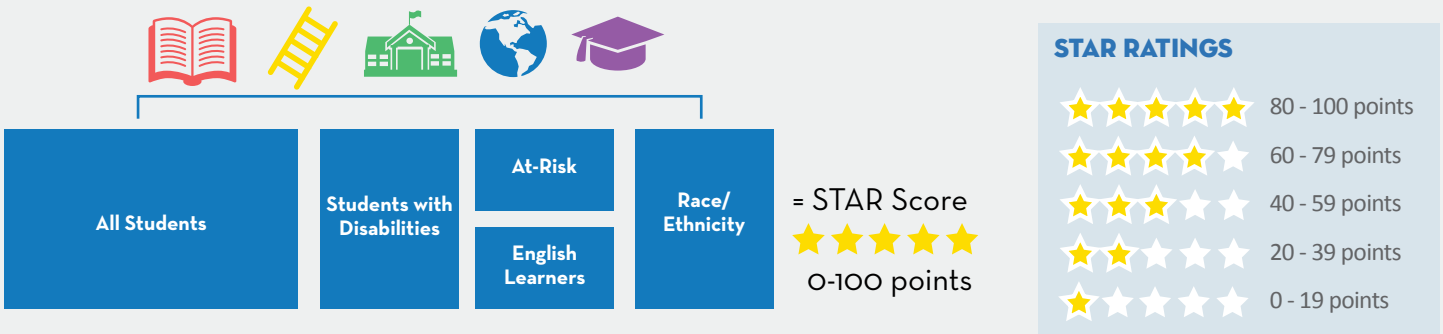 All Students
Students with
Disabilities
At-Risk
English
Learners
Race/
Ethnicity
= STAR Score
0-100 points
STAR RATINGS
80 - 100 points
60 - 79 points
40 - 59 points
20 - 39 points
0 - 19 points